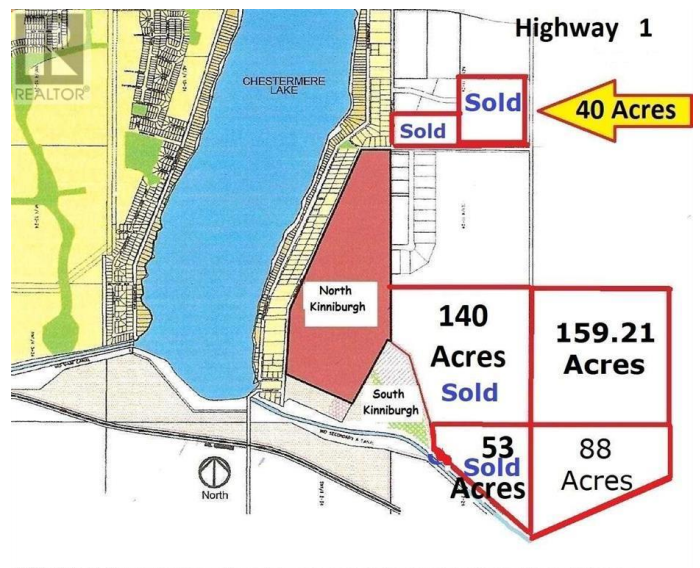 Highway 1
REALTOR®
CHESTERMERE
LAKE
Sold
40 Acres
Sold
North
Kinniburgh
140
Acres
Sold
159.21
Acres
South
Kinniburgh
53
Sold
Acres
88
Acres
North